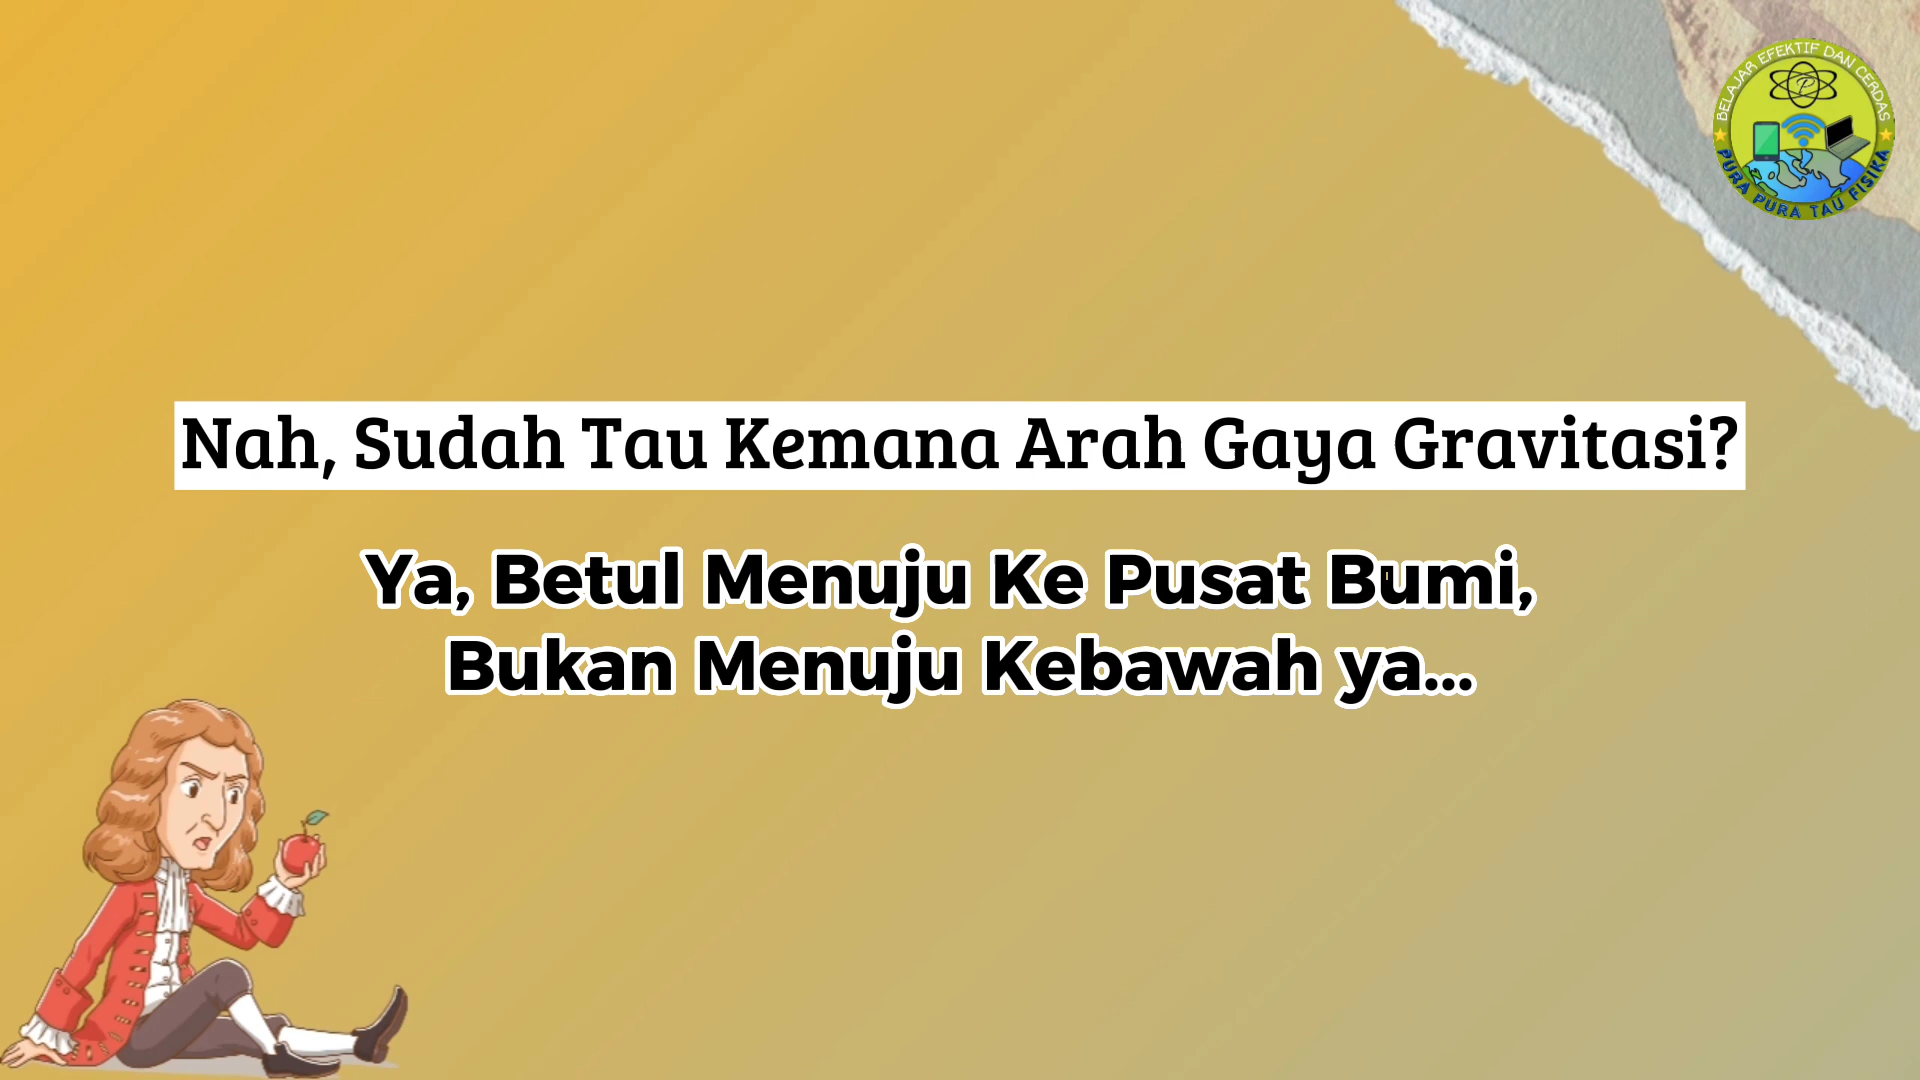 BELAJAR EFEKTIF DAN CERDAS
P
PURA PURA TAU FISIKA
Nah, Sudah Tau Kemana Arah Gaya Gravitasi?
Ya, Betul Menuju Ke Pusat Bumi,
Bukan Menuju Kebawah ya...